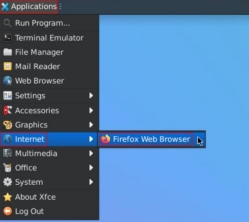 Applications
Run Program...
Terminal Emulator
File Manager
Mail Reader
Web Browser
Settings
Accessories
Graphics
Internet
Firefox Web Browser
Multimedia
Office
System
About Xfce
Log Out